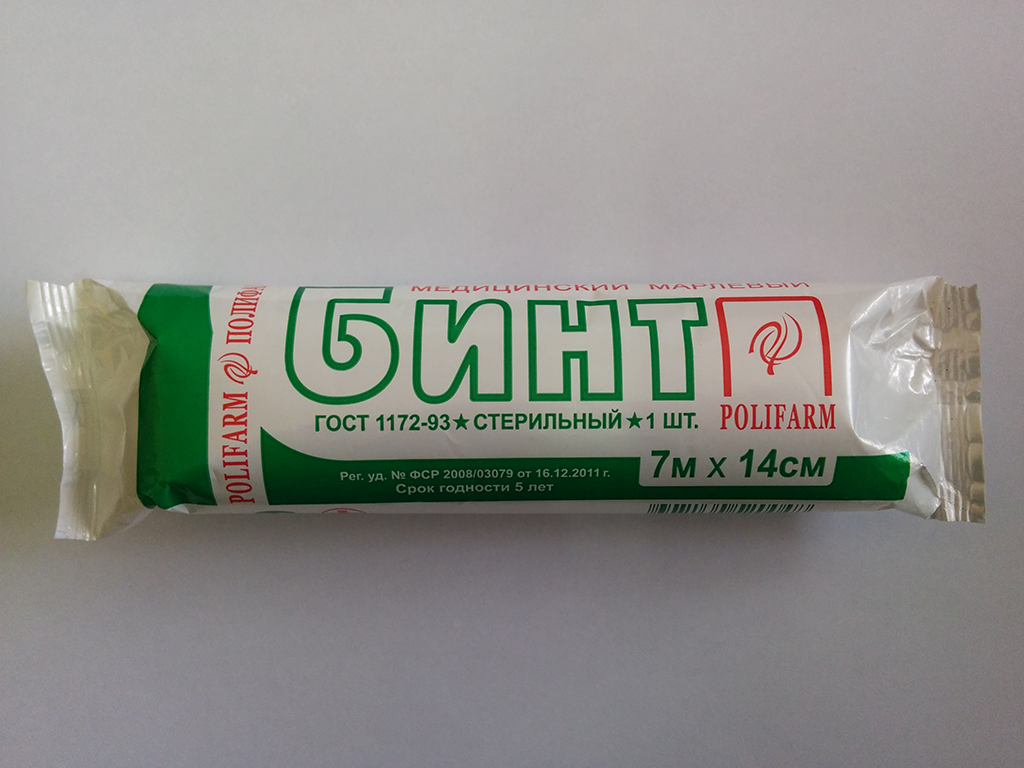 МЕДИЦИНСКИЙ МАРЛЕВЫЙ
БИНТ
ГОСТ 1172-93★СТЕРИЛЬНЫЙ★1 ШТ.
POLIFARM
7м х 14см
Рег. уд. № ФСР 2008/03079 от 16.12.2011 г.
Срок годности 5 лет
POLIFARM